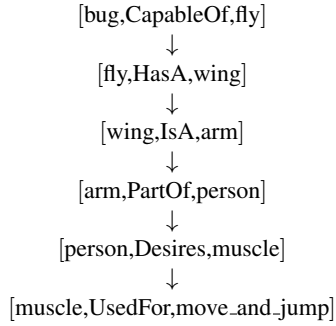 [bug,CapableOf,fly]
↓
[fly,HasA,wing]
↓
[wing,IsA,arm]
↓
[arm,PartOf,person]
↓
[person,Desires,muscle]
↓
[muscle,UsedFor,move_and_jump]